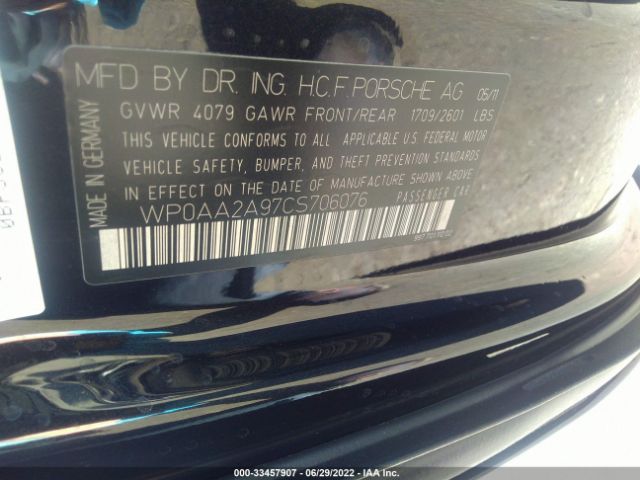 MFD BY DR. ING. H.C.F. PORSCHE AG 05/11
GVWR 4079 GAWR FRONT/REAR 1709/2601 LBS
THIS VEHICLE CONFORMS TO ALL APPLICABLE U.S. FEDERAL MOTOR
VEHICLE SAFETY, BUMPER, AND THEFT PREVENTION STANDARDS
IN EFFECT ON THE DATE OF MANUFACTURE SHOWN ABOVE.
WP0AA2A97CS706076 PASSENGER CAR
MADE IN GERMANY
000-33457907 - 06/29/2022 - IAA Inc.